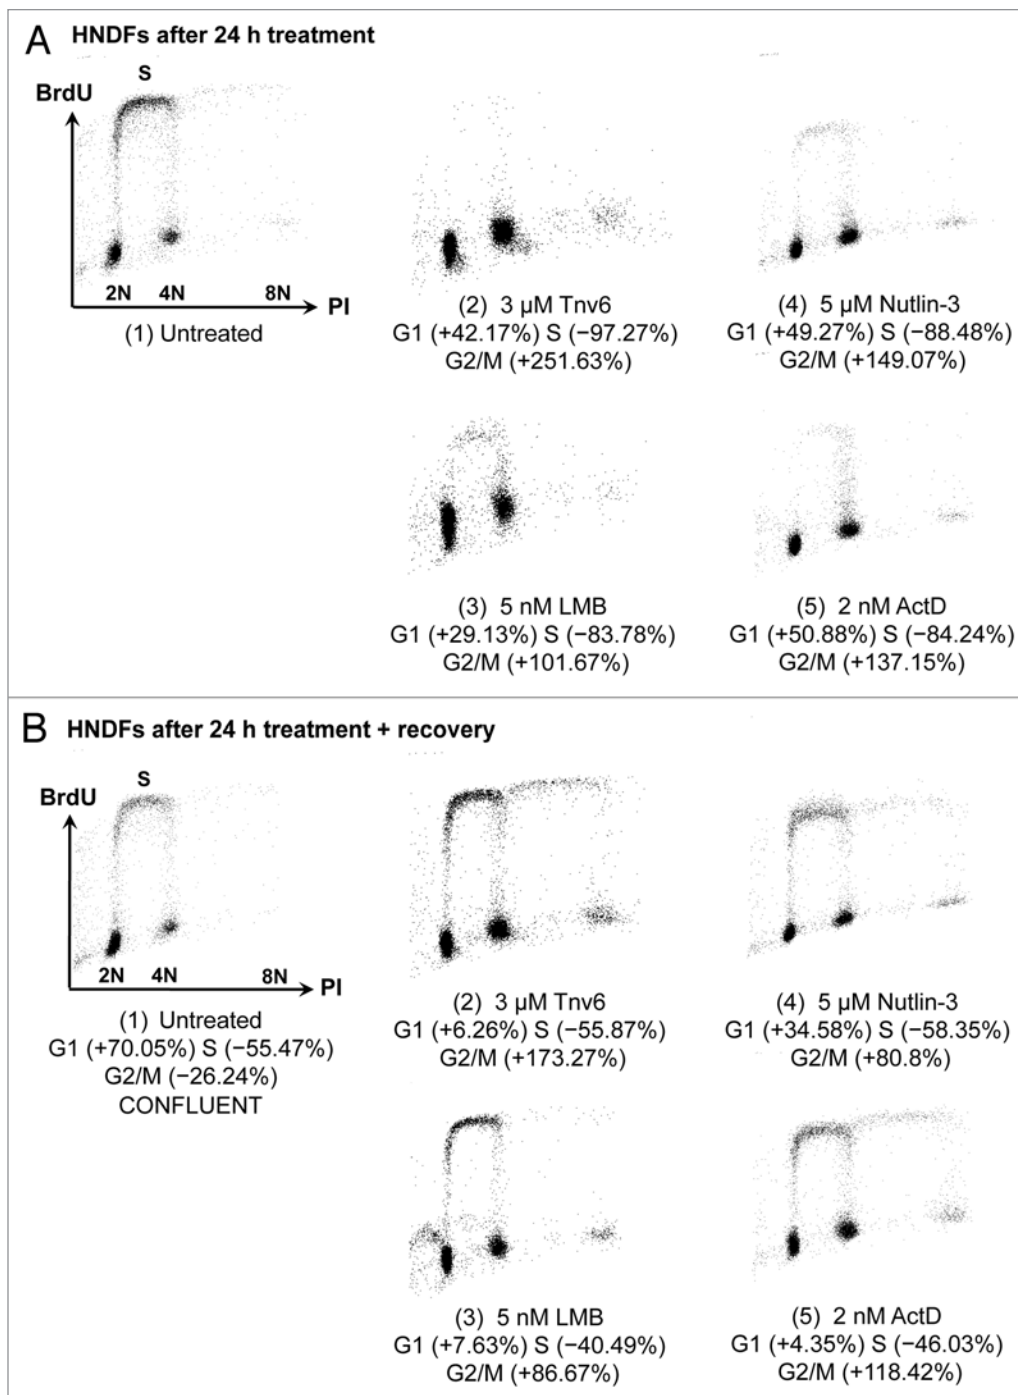 A HNDFs after 24 h treatment
S
BrdU
2N 4N 8N PI
(1) Untreated
(2) 3 µM Tnv6
G1 (+42.17%) S (−97.27%)
G2/M (+251.63%)
(4) 5 µM Nutlin-3
G1 (+49.27%) S (−88.48%)
G2/M (+149.07%)
(3) 5 nM LMB
G1 (+29.13%) S (−83.78%)
G2/M (+101.67%)
(5) 2 nM ActD
G1 (+50.88%) S (−84.24%)
G2/M (+137.15%)
B HNDFs after 24 h treatment + recovery
S
BrdU
2N 4N 8N PI
(1) Untreated
G1 (+70.05%) S (−55.47%)
G2/M (−26.24%)
CONFLUENT
(2) 3 µM Tnv6
G1 (+6.26%) S (−55.87%)
G2/M (+173.27%)
(4) 5 µM Nutlin-3
G1 (+34.58%) S (−58.35%)
G2/M (+80.8%)
(3) 5 nM LMB
G1 (+7.63%) S (−40.49%)
G2/M (+86.67%)
(5) 2 nM ActD
G1 (+4.35%) S (−46.03%)
G2/M (+118.42%)